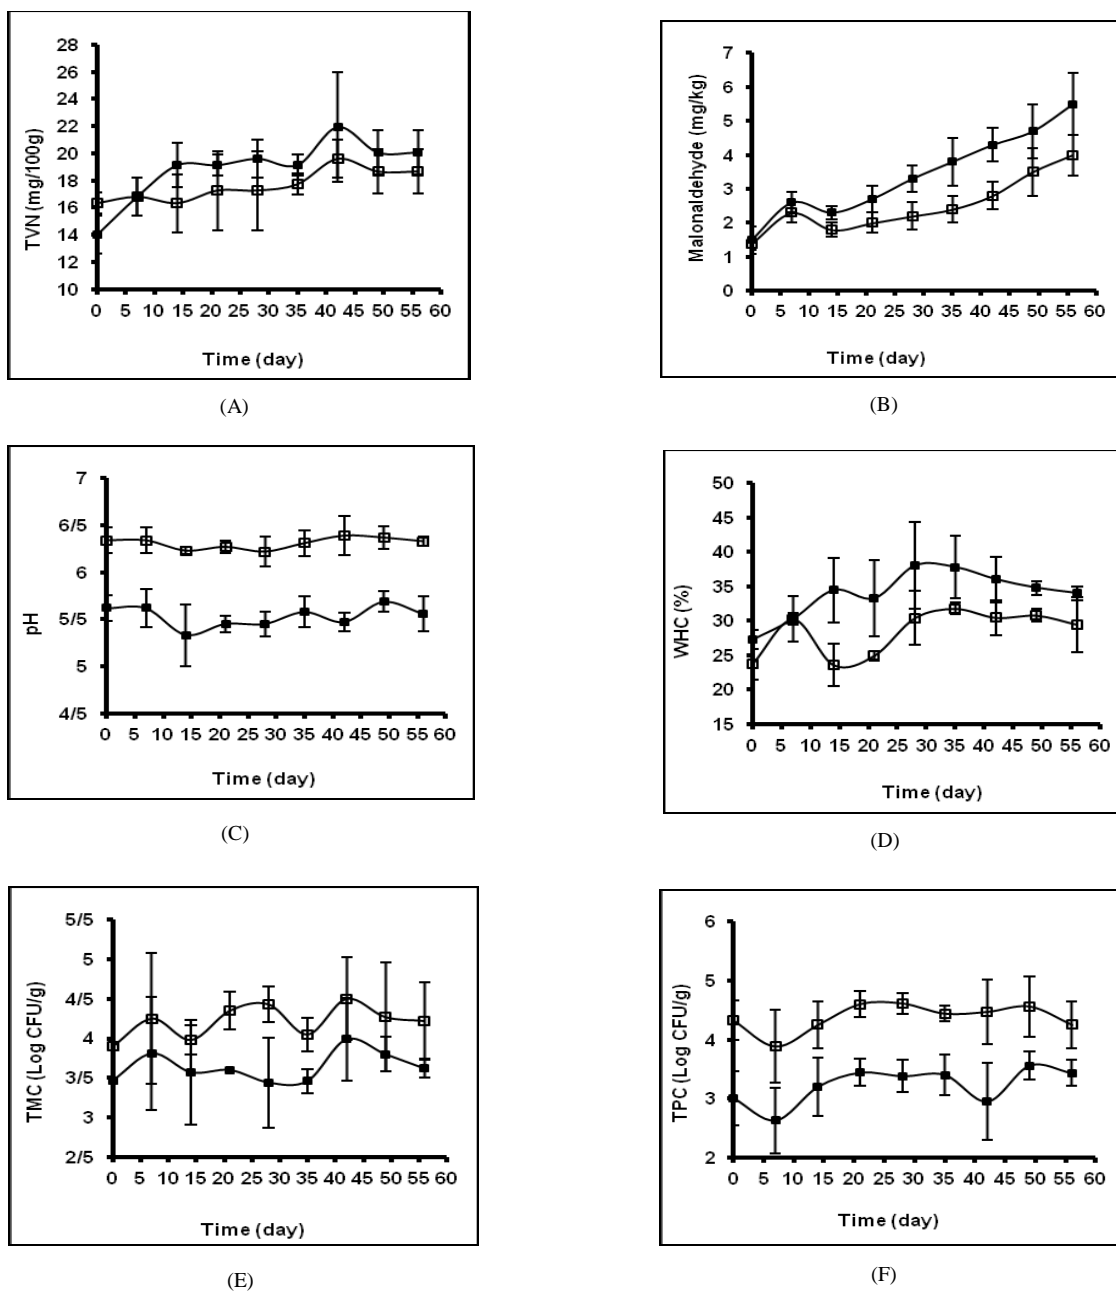 28
26
24
22
20
18
16
14
12
10
TVN (mg/100g)
0 5 10 15 20 25 30 35 40 45 50 55 60
Time (day)
(A)
7
6
5
4
3
2
1
0
Malonaldehyde (mg/kg)
0 5 10 15 20 25 30 35 40 45 50 55 60
Time (day)
(B)
7
6/5
6
5/5
5
4/5
pH
0 5 10 15 20 25 30 35 40 45 50 55 60
Time (day)
(C)
50
45
40
35
30
25
20
15
WHC (%)
0 5 10 15 20 25 30 35 40 45 50 55 60
Time (day)
(D)
5/5
5
4/5
4
3/5
3
2/5
TMC (Log CFU/g)
0 5 10 15 20 25 30 35 40 45 50 55 60
Time (day)
(E)
6
5
4
3
2
TPC (Log CFU/g)
0 5 10 15 20 25 30 35 40 45 50 55 60
Time (day)
(F)